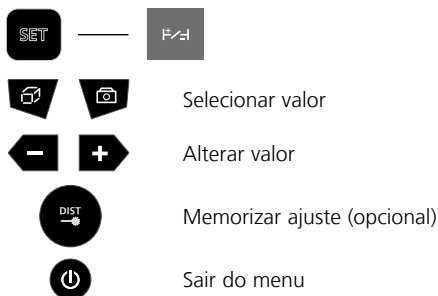 SET
Selecionar valor
Alterar valor
DIST
Memorizar ajuste (opcional)
Sair do menu